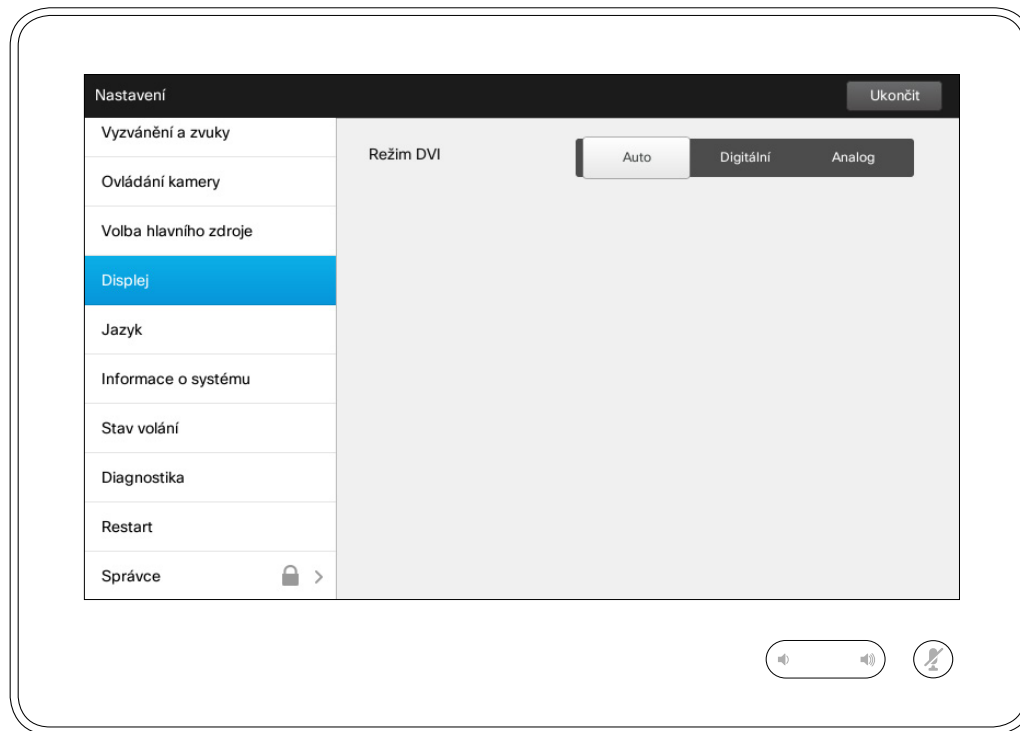 Nastavení
Ukončit
Vyzvánění a zvuky
Ovládání kamery
Volba hlavního zdroje
Displej
Jazyk
Informace o systému
Stav volání
Diagnostika
Restart
Správce
Režim DVI
Auto
Digitální
Analog